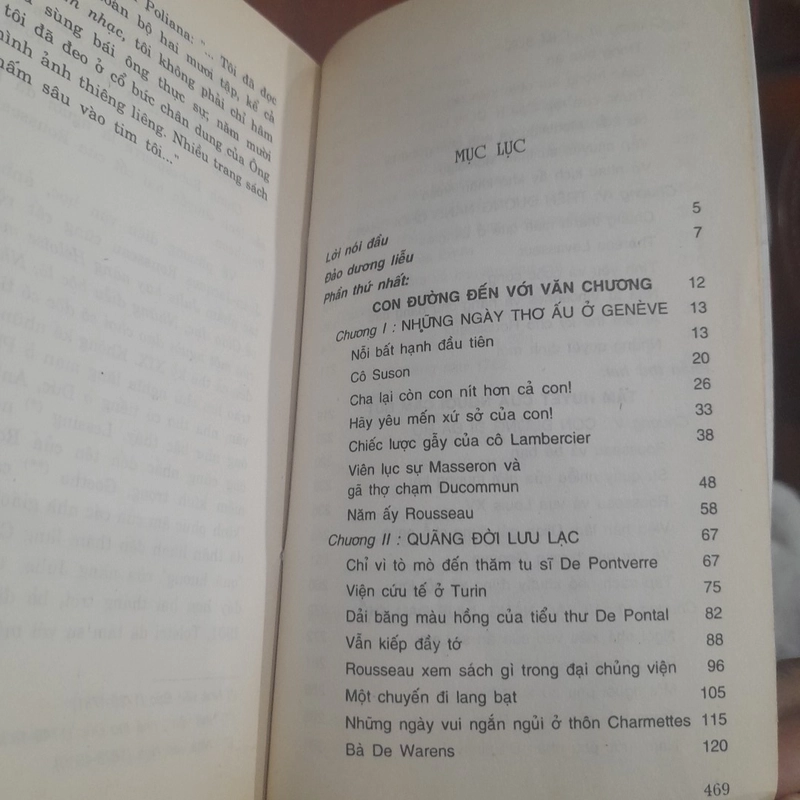 Poliana: "... Tôi đã đọc
toàn bộ hai mươi tập, kể cả
nhạc, tôi không phải chỉ hâm
sùng bái ông thực sự; năm mười
tôi đã đeo ở cổ bức chân dung của Ông
hình ảnh thiêng liêng. Nhiều trang sách
thấm sâu vào tim tôi..."
MỤC LỤC
Lời nói đầu 5
Đảo dương liễu 7
Phần thứ nhất:
CON ĐƯỜNG ĐẾN VỚI VĂN CHƯƠNG 12
Chương I : NHỮNG NGÀY THƠ ẤU Ở GENÈVE 13
Nỗi bất hạnh đầu tiên 13
Cô Suson 20
Cha lại còn con nít hơn cả con! 26
Hãy yêu mến xứ sở của con! 33
Chiếc lược gẫy của cô Lambercier 38
Viên lục sự Masseron và
gã thợ chạm Ducommun 48
Năm ấy Rousseau 58
Chương II : QUÃNG ĐỜI LƯU LẠC 67
Chỉ vì tò mò đến thăm tu sĩ De Pontverre 67
Viện cứu tế ở Turin 75
Dải băng màu hồng của tiểu thư De Pontal 82
Vẫn kiếp đầy tớ 88
Rousseau xem sách gì trong đại chủng viện 96
Một chuyến đi lang bạt 105
Những ngày vui ngắn ngủi ở thôn Charmettes 115
Bà De Warens 120
469